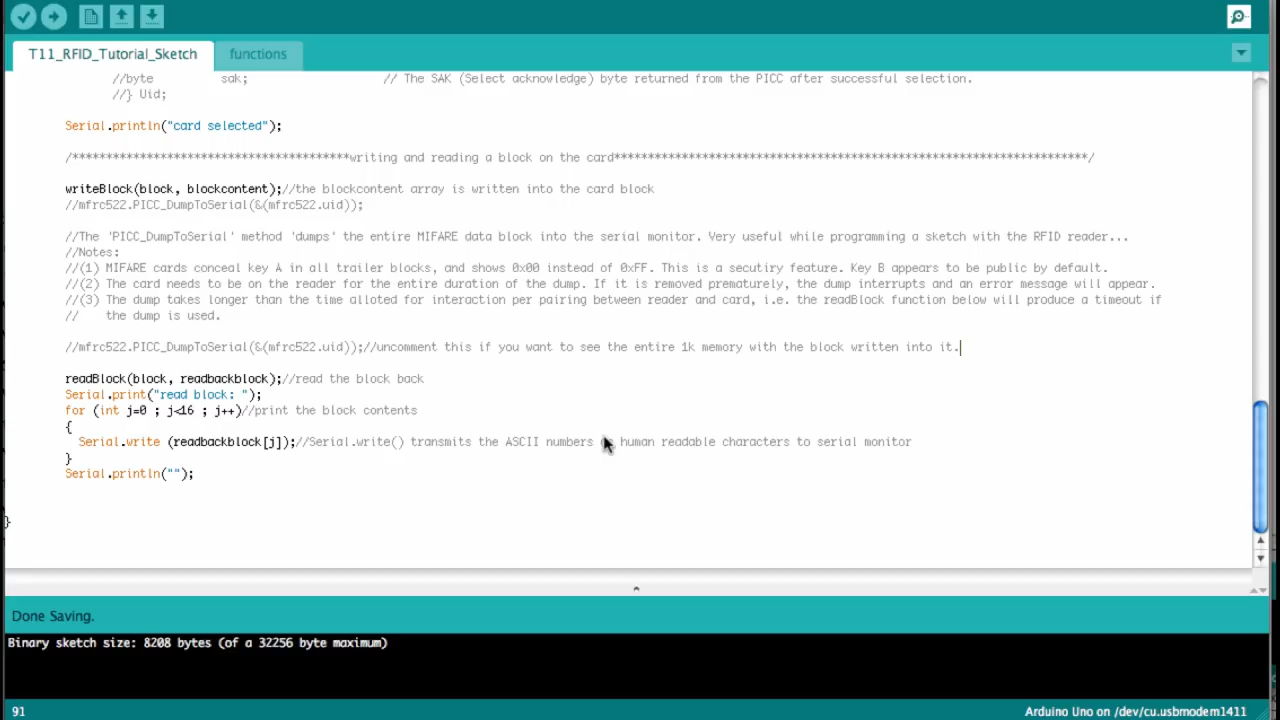 T11_RFID_Tutorial_Sketch functions
//byte sak; // The SAK (Select acknowledge) byte returned from the PICC after successful selection.
//} Uid;
Serial.println("card selected");
/*****************************************writing and reading a block on the card**********************************************************************/
writeBlock(block, blockcontent);//the blockcontent array is written into the card block
//mfrc522.PICC_DumpToSerial(&(mfrc522.uid));
//The 'PICC_DumpToSerial' method 'dumps' the entire MIFARE data block into the serial monitor. Very useful while programming a sketch with the RFID reader...
//Notes:
//(1) MIFARE cards conceal key A in all trailer blocks, and shows 0x00 instead of 0xFF. This is a secutiry feature. Key B appears to be public by default.
//(2) The card needs to be on the reader for the entire duration of the dump. If it is removed prematurely, the dump interrupts and an error message will appear.
//(3) The dump takes longer than the time alloted for interaction per pairing between reader and card, i.e. the readBlock function below will produce a timeout if
// the dump is used.
//mfrc522.PICC_DumpToSerial(&(mfrc522.uid));//uncomment this if you want to see the entire 1k memory with the block written into it.
readBlock(block, readbackblock);//read the block back
Serial.print("read block: ");
for (int j=0 ; j<16 ; j++)//print the block contents
{
Serial.write (readbackblock[j]);//Serial.write() transmits the ASCII numbers human readable characters to serial monitor
}
Serial.println("");
}
Done Saving.
Binary sketch size: 8208 bytes (of a 32256 byte maximum)
91 Arduino Uno on /dev/cu.usbmodem1411